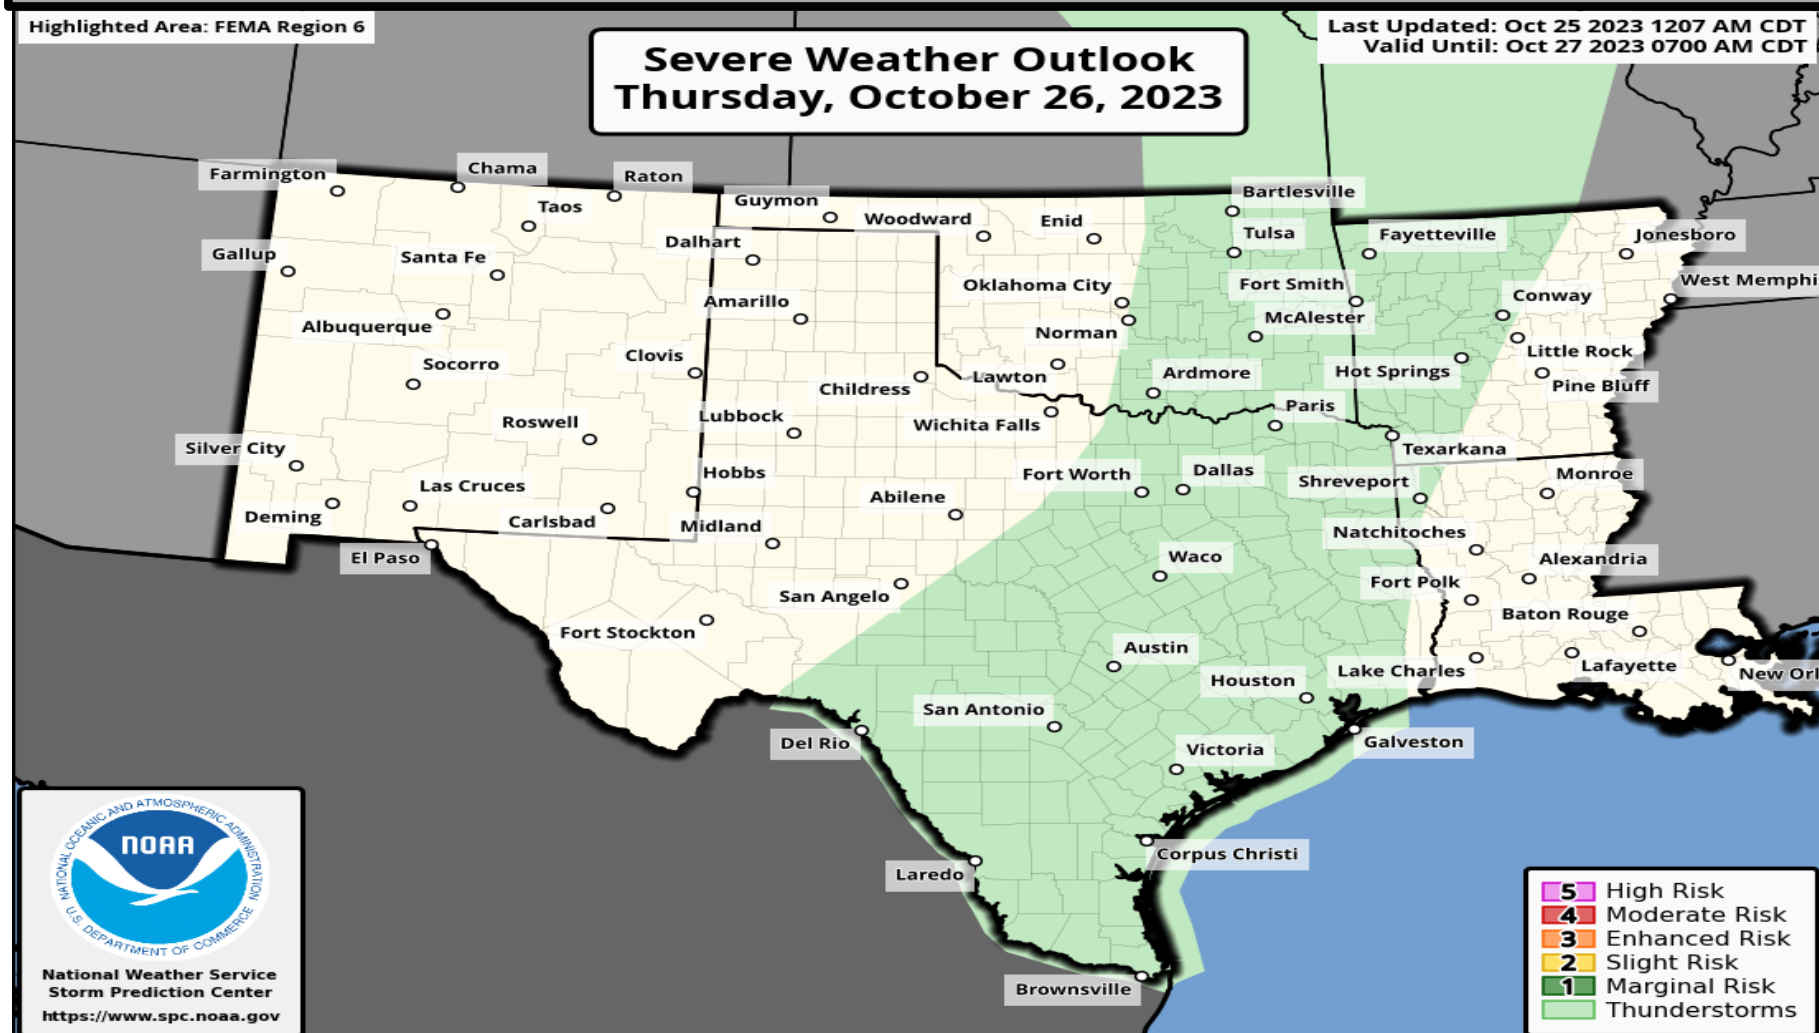 Highlighted Area: FEMA Region 6
Severe Weather Outlook
Thursday, October 26, 2023
Last Updated: Oct 25 2023 1207 AM CDT
Valid Until: Oct 27 2023 0700 AM CDT
Farmington
Chama
Raton
Taos
Guymon
Woodward
Enid
Bartlesville
Tulsa
Fayetteville
Jonesboro
Gallup
Santa Fe
Dalhart
Oklahoma City
Fort Smith
Conway
West Memphi
Albuquerque
Amarillo
Norman
McAlester
Little Rock
Socorro
Clovis
Childress
Lawton
Ardmore
Hot Springs
Pine Bluff
Roswell
Lubbock
Wichita Falls
Paris
Texarkana
Silver City
Las Cruces
Hobbs
Abilene
Fort Worth
Dallas
Shreveport
Monroe
Deming
Carlsbad
Midland
Natchitoches
El Paso
Waco
Alexandria
San Angelo
Fort Polk
Fort Stockton
Baton Rouge
Austin
Houston
Lake Charles
Lafayette
New Orl
San Antonio
Del Rio
Victoria
Galveston
Laredo
Corpus Christi
Brownsville
NATIONAL OCEANIC AND ATMOSPHERIC ADMINISTRATION
NOAA
U.S. DEPARTMENT OF COMMERCE
National Weather Service
Storm Prediction Center
https://www.spc.noaa.gov
5 High Risk
4 Moderate Risk
3 Enhanced Risk
2 Slight Risk
1 Marginal Risk
Thunderstorms